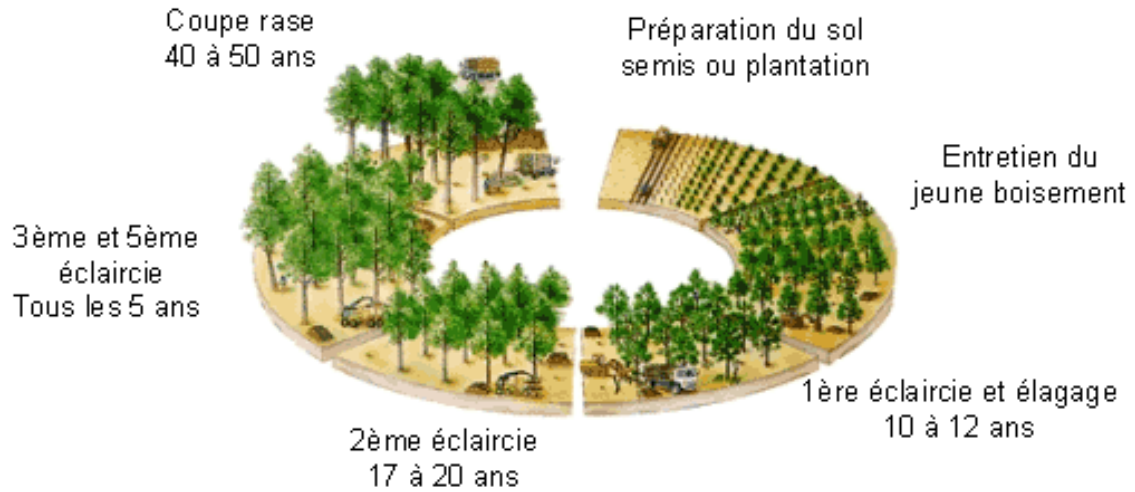 Coupe rase
40 à 50 ans
Préparation du sol
semis ou plantation
Entretien du
jeune boisement
1ère éclaircie et élagage
10 à 12 ans
2ème éclaircie
17 à 20 ans
3ème et 5ème
éclaircie
Tous les 5 ans